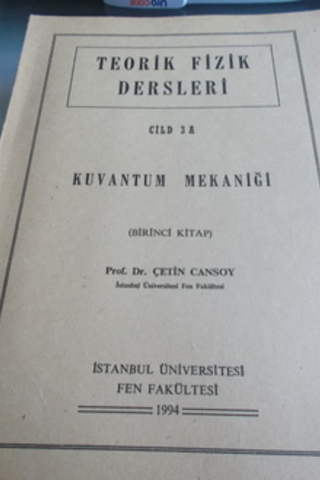 TEORİK FİZİK
DERSLERİ
CİLD 3 A
KUVANTUM MEKANİĞİ
(BİRİNCİ KİTAP)
Prof. Dr. ÇETİN CANSOY
İstanbul Üniversitesi Fen Fakültesi
İSTANBUL ÜNİVERSİTESİ
FEN FAKÜLTESİ
1994